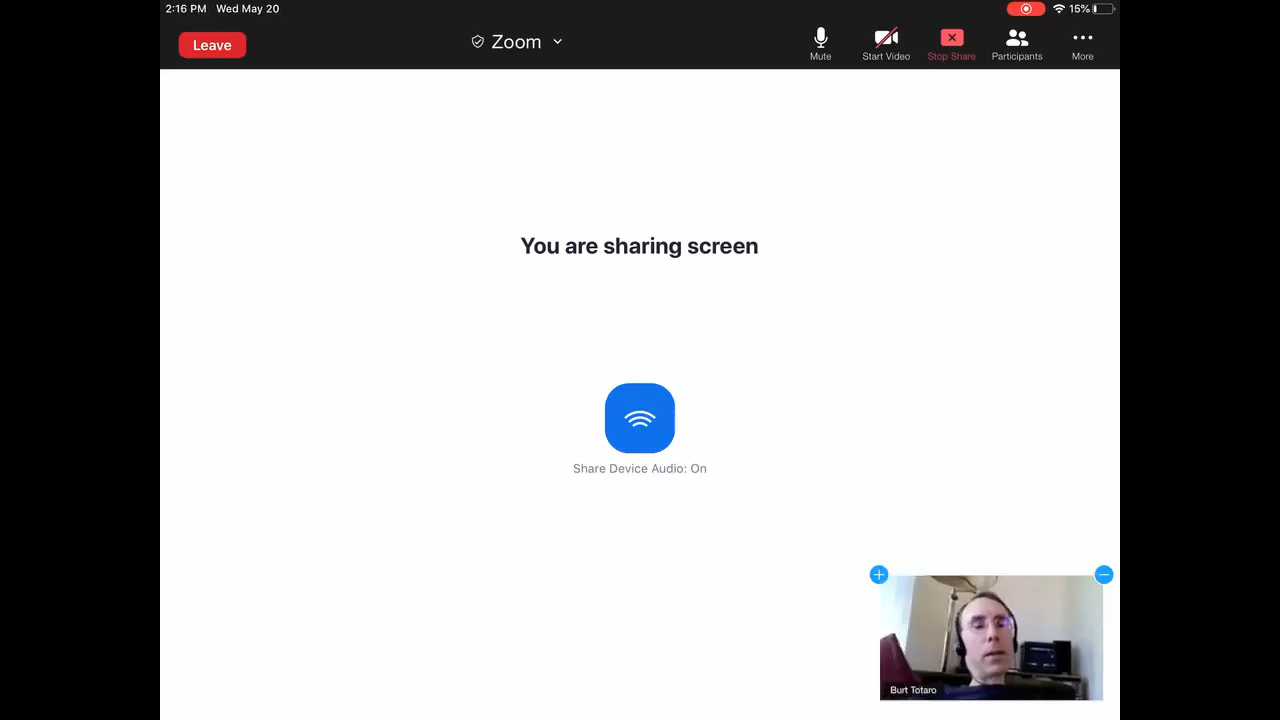 2:16 PM Wed May 20
15%
Leave
Zoom
Mute
Start Video
Stop Share
Participants
More
You are sharing screen
Share Device Audio: On
Burt Totaro